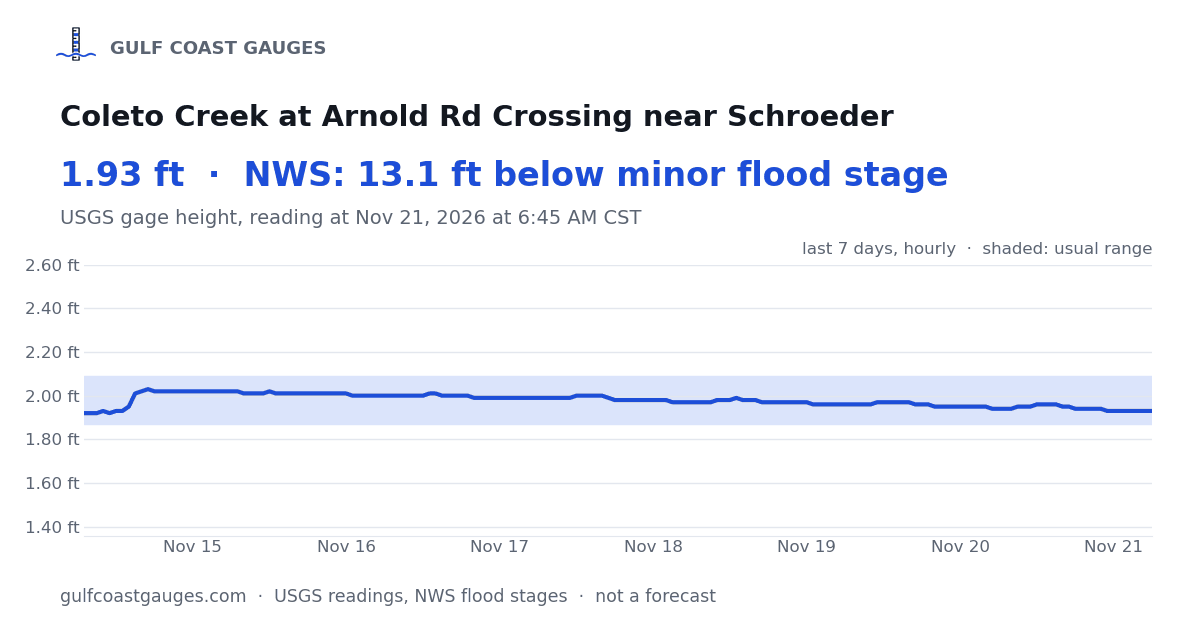 GULF COAST GAUGES
Coleto Creek at Arnold Rd Crossing near Schroeder
1.93 ft · NWS: 13.1 ft below minor flood stage
USGS gage height, reading at Nov 21, 2026 at 6:45 AM CST
last 7 days, hourly · shaded: usual range
2.60 ft
2.40 ft
2.20 ft
2.00 ft
1.80 ft
1.60 ft
1.40 ft
Nov 15 Nov 16 Nov 17 Nov 18 Nov 19 Nov 20 Nov 21
gulfcoastgauges.com · USGS readings, NWS flood stages · not a forecast